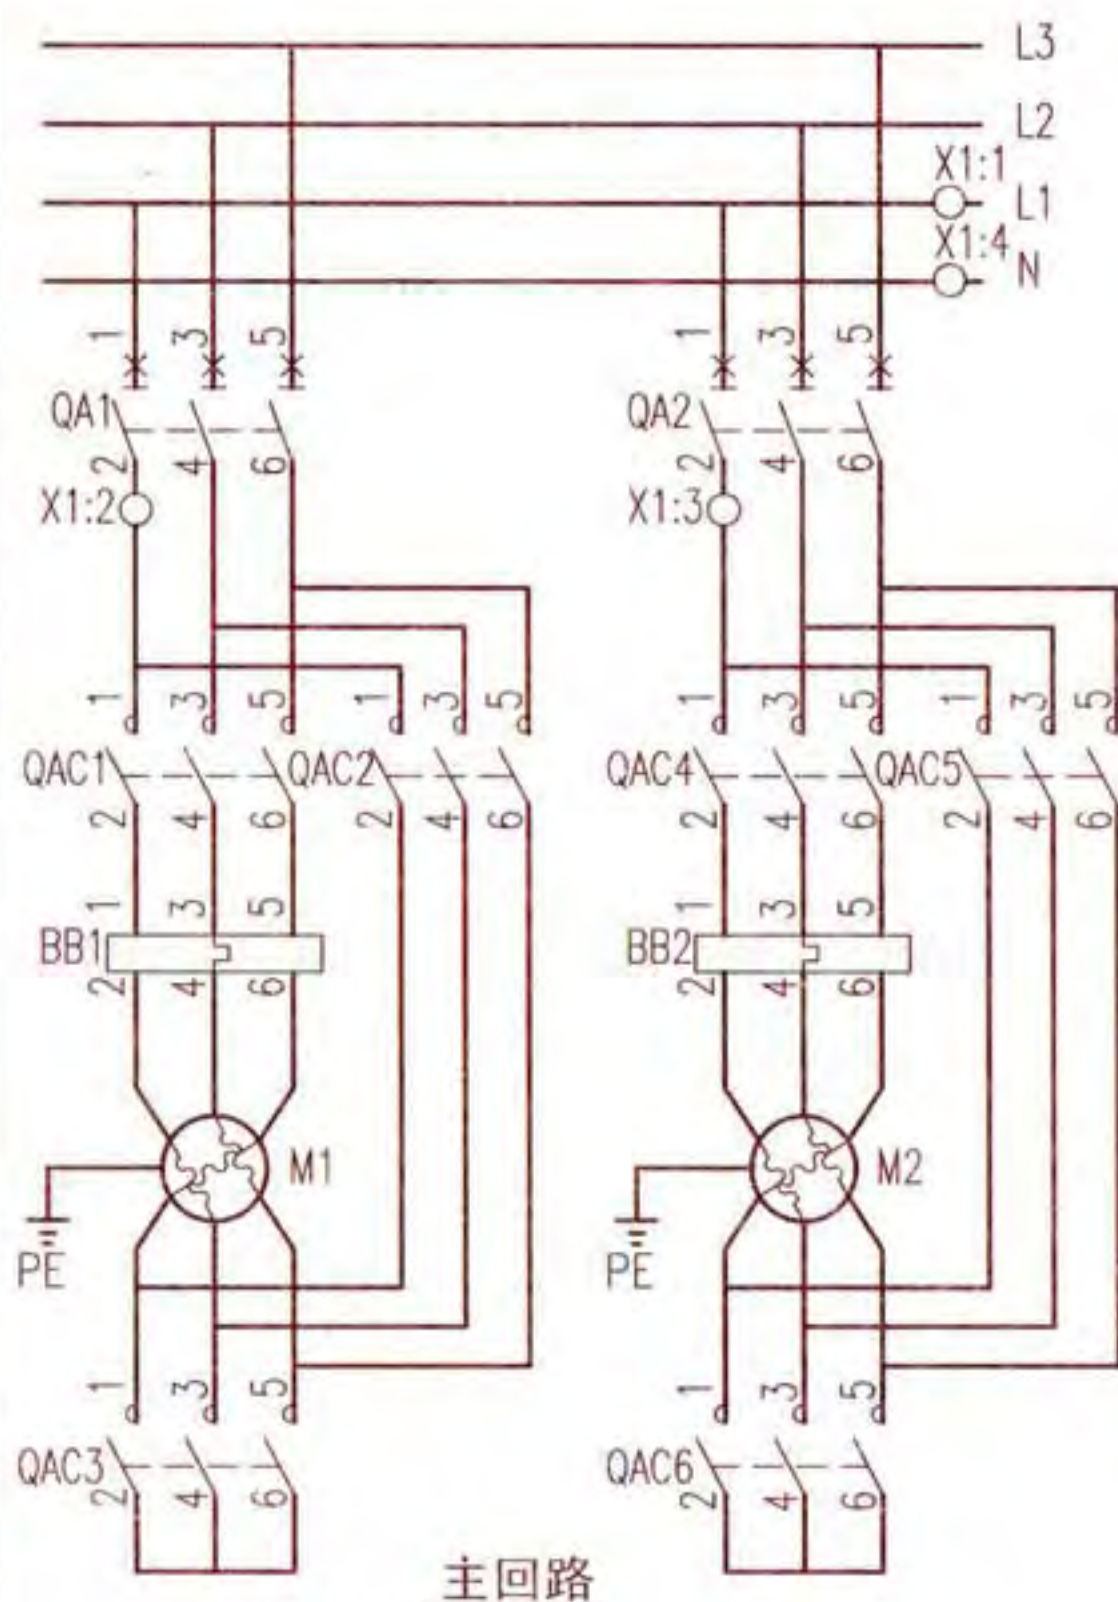 L3
L2
X1:1
L1
X1:4
N
1 3 5 1 3 5
QA1 QA2
2 4 6 2 4 6
X1:2 X1:3
1 3 5 1 3 5 1 3 5 1 3 5
QAC1 QAC2 QAC4 QAC5
2 4 6 2 4 6 2 4 6 2 4 6
1 3 5 1 3 5
BB1 BB2
2 4 6 2 4 6
M1 M2
PE PE
1 3 5 1 3 5
QAC3 QAC6
2 4 6 2 4 6
主回路